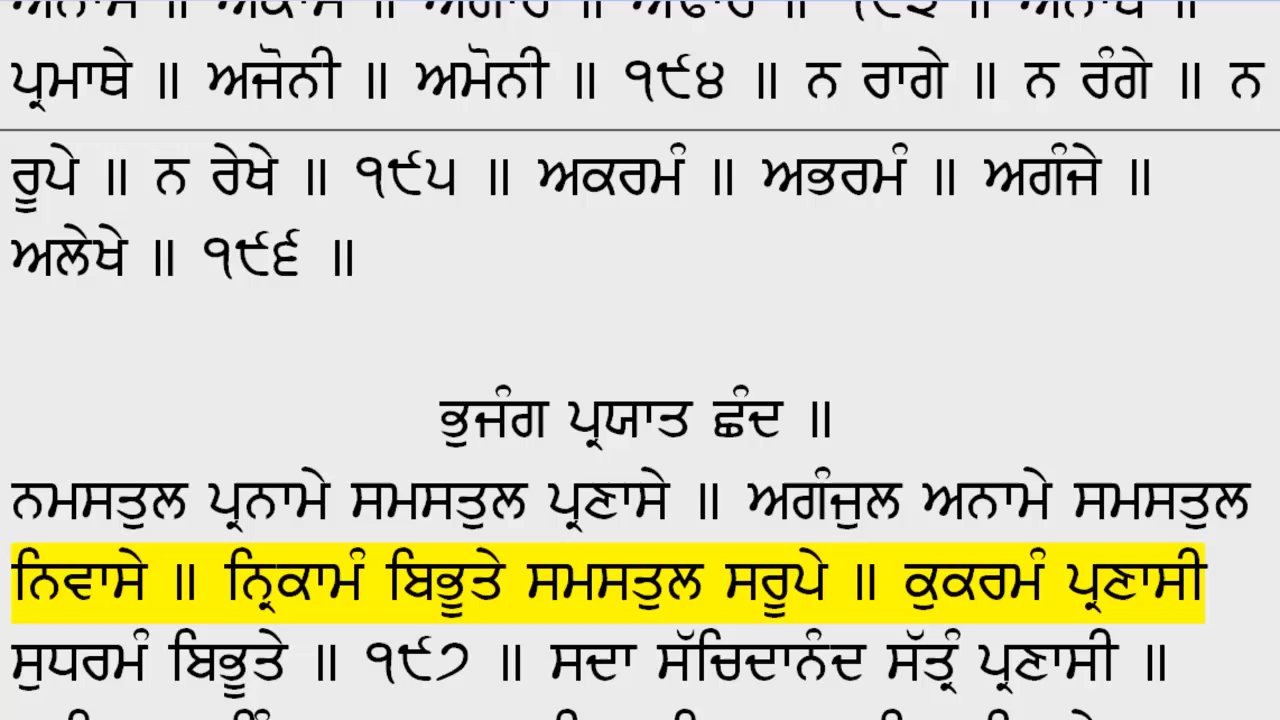 ਪ੍ਰਮਾਥੇ ॥ ਅਜੋਨੀ ॥ ਅਮੋਨੀ ॥ ੧੯੪ ॥ ਨ ਰਾਗੇ ॥ ਨ ਰੰਗੇ ॥ ਨ
ਰੂਪੇ ॥ ਨ ਰੇਖੇ ॥ ੧੯੫ ॥ ਅਕਰਮੰ ॥ ਅਭਰਮੰ ॥ ਅਗੰਜੇ ॥
ਅਲੇਖੇ ॥ ੧੯੬ ॥
ਭੁਜੰਗ ਪ੍ਰਯਾਤ ਛੰਦ ॥
ਨਮਸਤੁਲ ਪ੍ਰਨਾਮੇ ਸਮਸਤੁਲ ਪ੍ਰਣਾਸੇ ॥ ਅਗੰਜੁਲ ਅਨਾਮੇ ਸਮਸਤੁਲ
ਨਿਵਾਸੇ ॥ ਨ੍ਰਿਕਾਮੰ ਬਿਭੂਤੇ ਸਮਸਤੁਲ ਸਰੂਪੇ ॥ ਕੁਕਰਮੰ ਪ੍ਰਣਾਸੀ
ਸੁਧਰਮੰ ਬਿਭੂਤੇ ॥ ੧੯੭ ॥ ਸਦਾ ਸੱਚਿਦਾਨੰਦ ਸੱਤ੍ਰੰ ਪ੍ਰਣਾਸੀ ॥